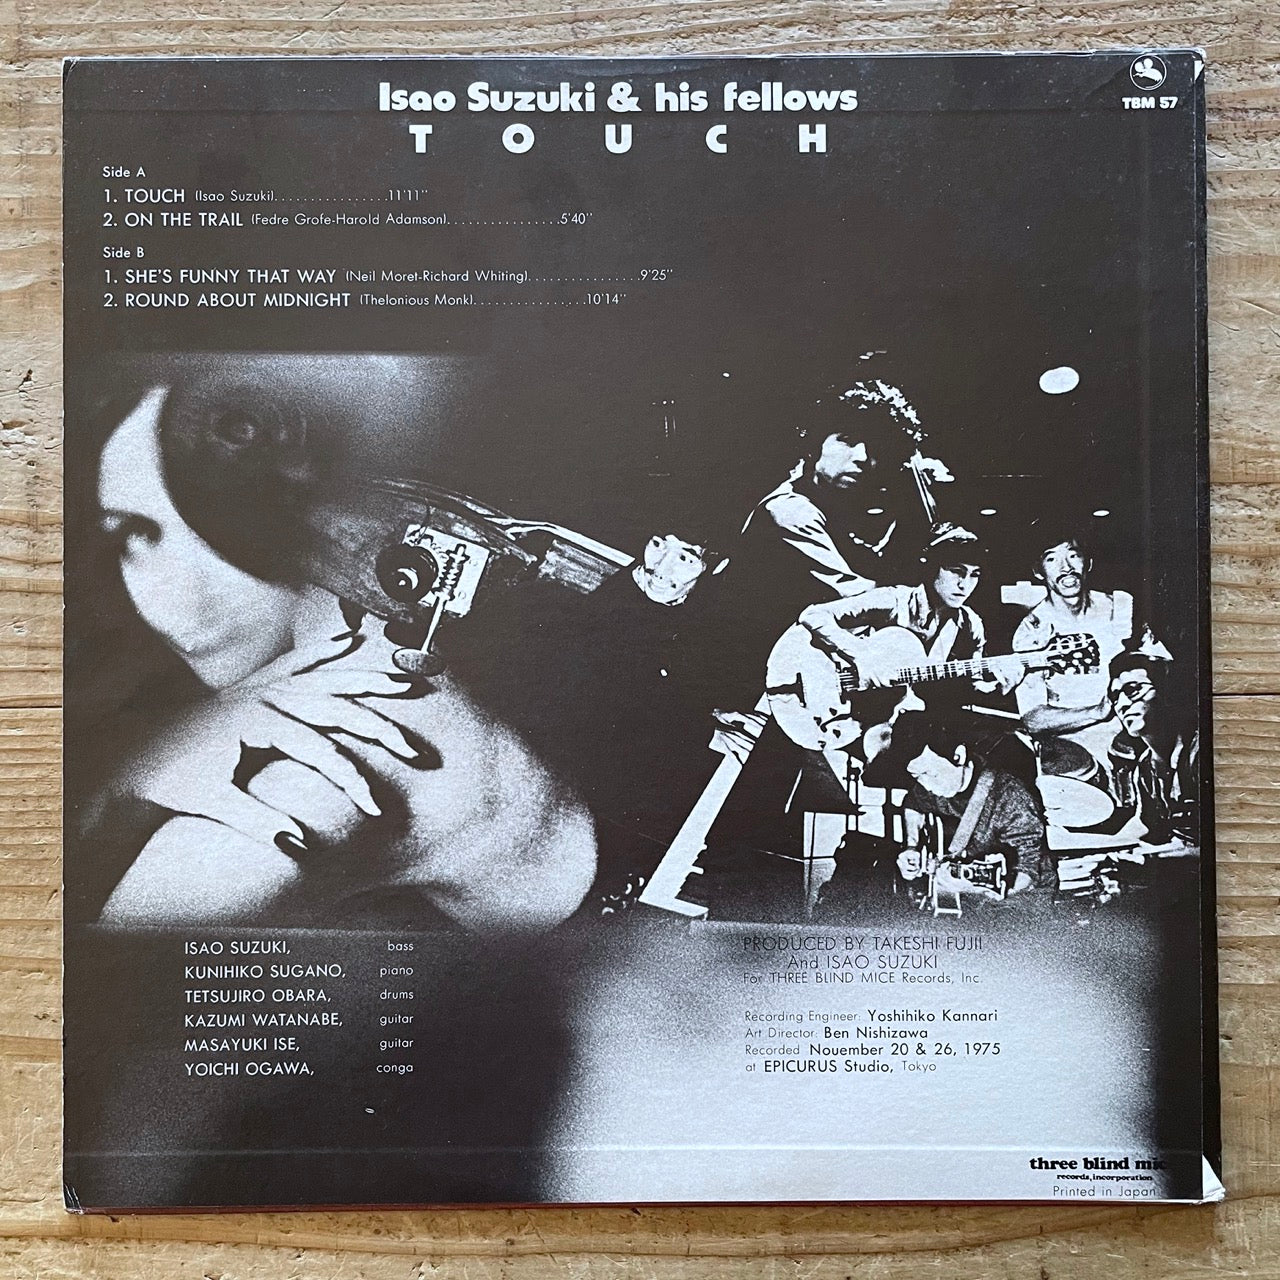 Isao Suzuki & his fellows
TOUCH
TBM 57
Side A
1. TOUCH (Isao Suzuki)................11'11''
2. ON THE TRAIL (Fedre Grofe-Harold Adamson)................5'40''
Side B
1. SHE'S FUNNY THAT WAY (Neil Moret-Richard Whiting)................9'25''
2. ROUND ABOUT MIDNIGHT (Thelonious Monk)................10'14''
ISAO SUZUKI, bass
KUNIHIKO SUGANO, piano
TETSUJIRO OBARA, drums
KAZUMI WATANABE, guitar
MASAYUKI ISE, guitar
YOICHI OGAWA, conga
PRODUCED BY TAKESHI FUJII
And ISAO SUZUKI
For THREE BLIND MICE Records, Inc.
Recording Engineer: Yoshihiko Kannari
Art Director: Ben Nishizawa
Recorded Nouember 20 & 26, 1975
at EPICURUS Studio, Tokyo
three blind mic
records, incorporation
Printed in Japan